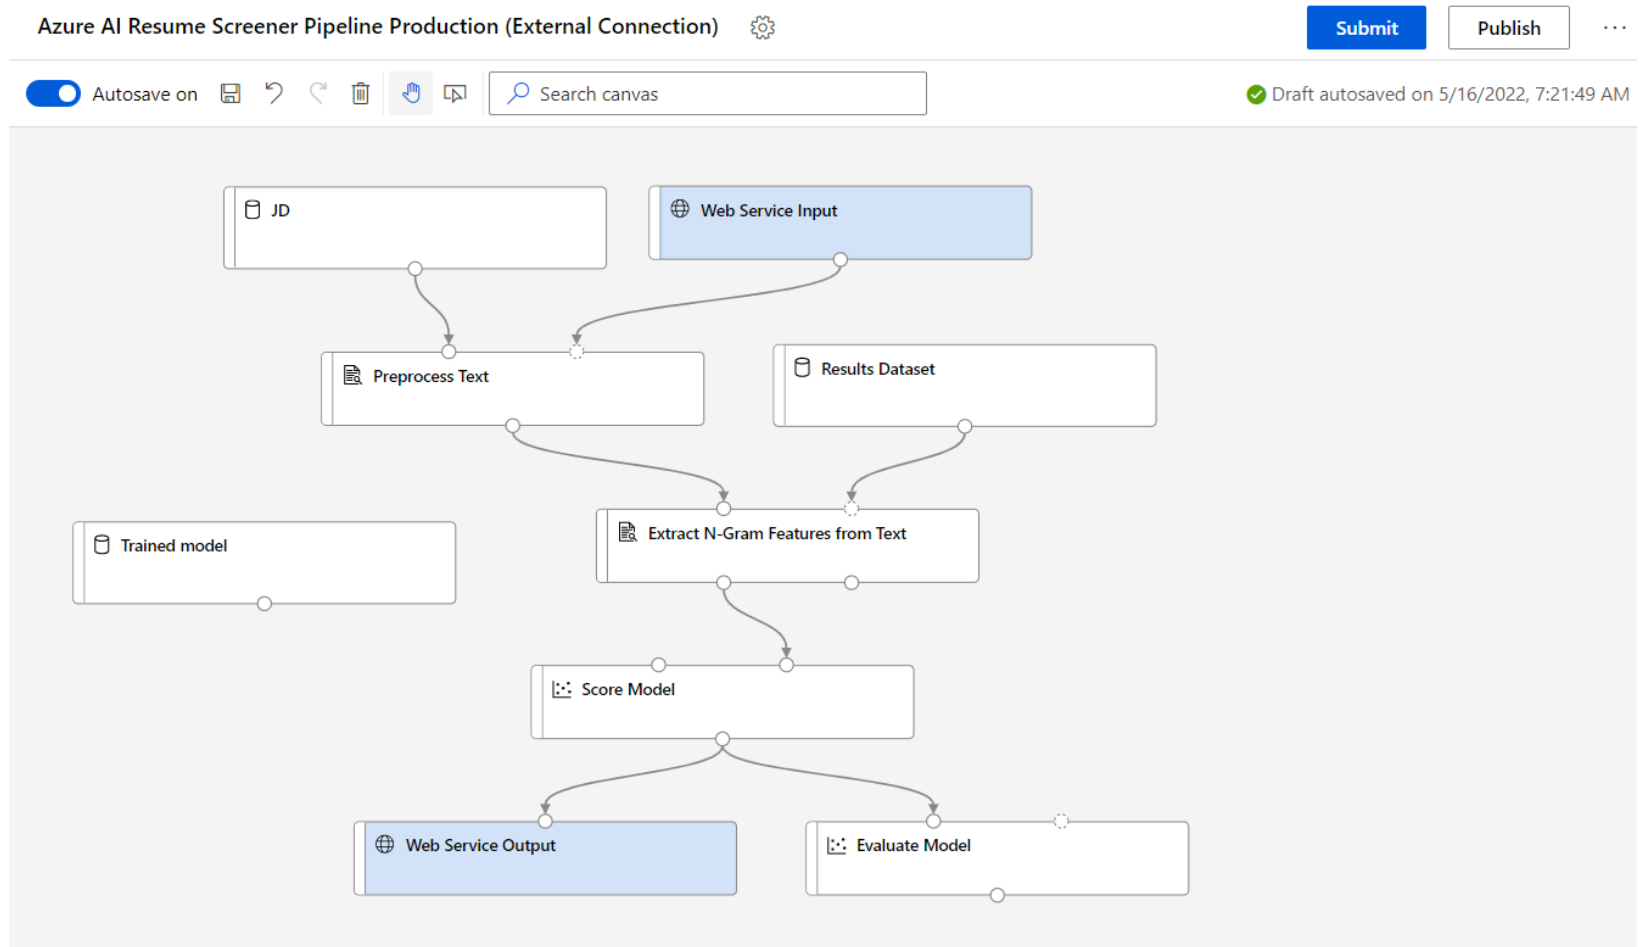 Azure AI Resume Screener Pipeline Production (External Connection)
Submit
Publish
Autosave on
Search canvas
Draft autosaved on 5/16/2022, 7:21:49 AM
JD
Web Service Input
Preprocess Text
Results Dataset
Extract N-Gram Features from Text
Trained model
Score Model
Web Service Output
Evaluate Model